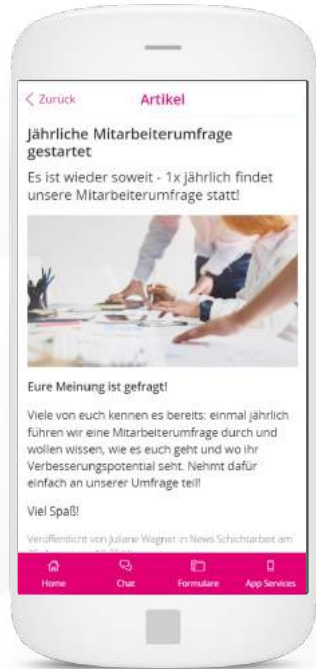 Zurück
Artikel
Jährliche Mitarbeiterumfrage
gestartet
Es ist wieder soweit - 1x jährlich findet
unsere Mitarbeiterumfrage statt!
Eure Meinung ist gefragt!
Viele von euch kennen es bereits: einmal jährlich
führen wir eine Mitarbeiterumfrage durch und
wollen wissen, wie es euch geht und wo ihr
Verbesserungspotential seht. Nehmt dafür
einfach an unserer Umfrage teil!
Viel Spaß!
Veröffentlicht von Juliane Wagner in News Schichtarbeit am
Home
Chat
Formulare
App Services